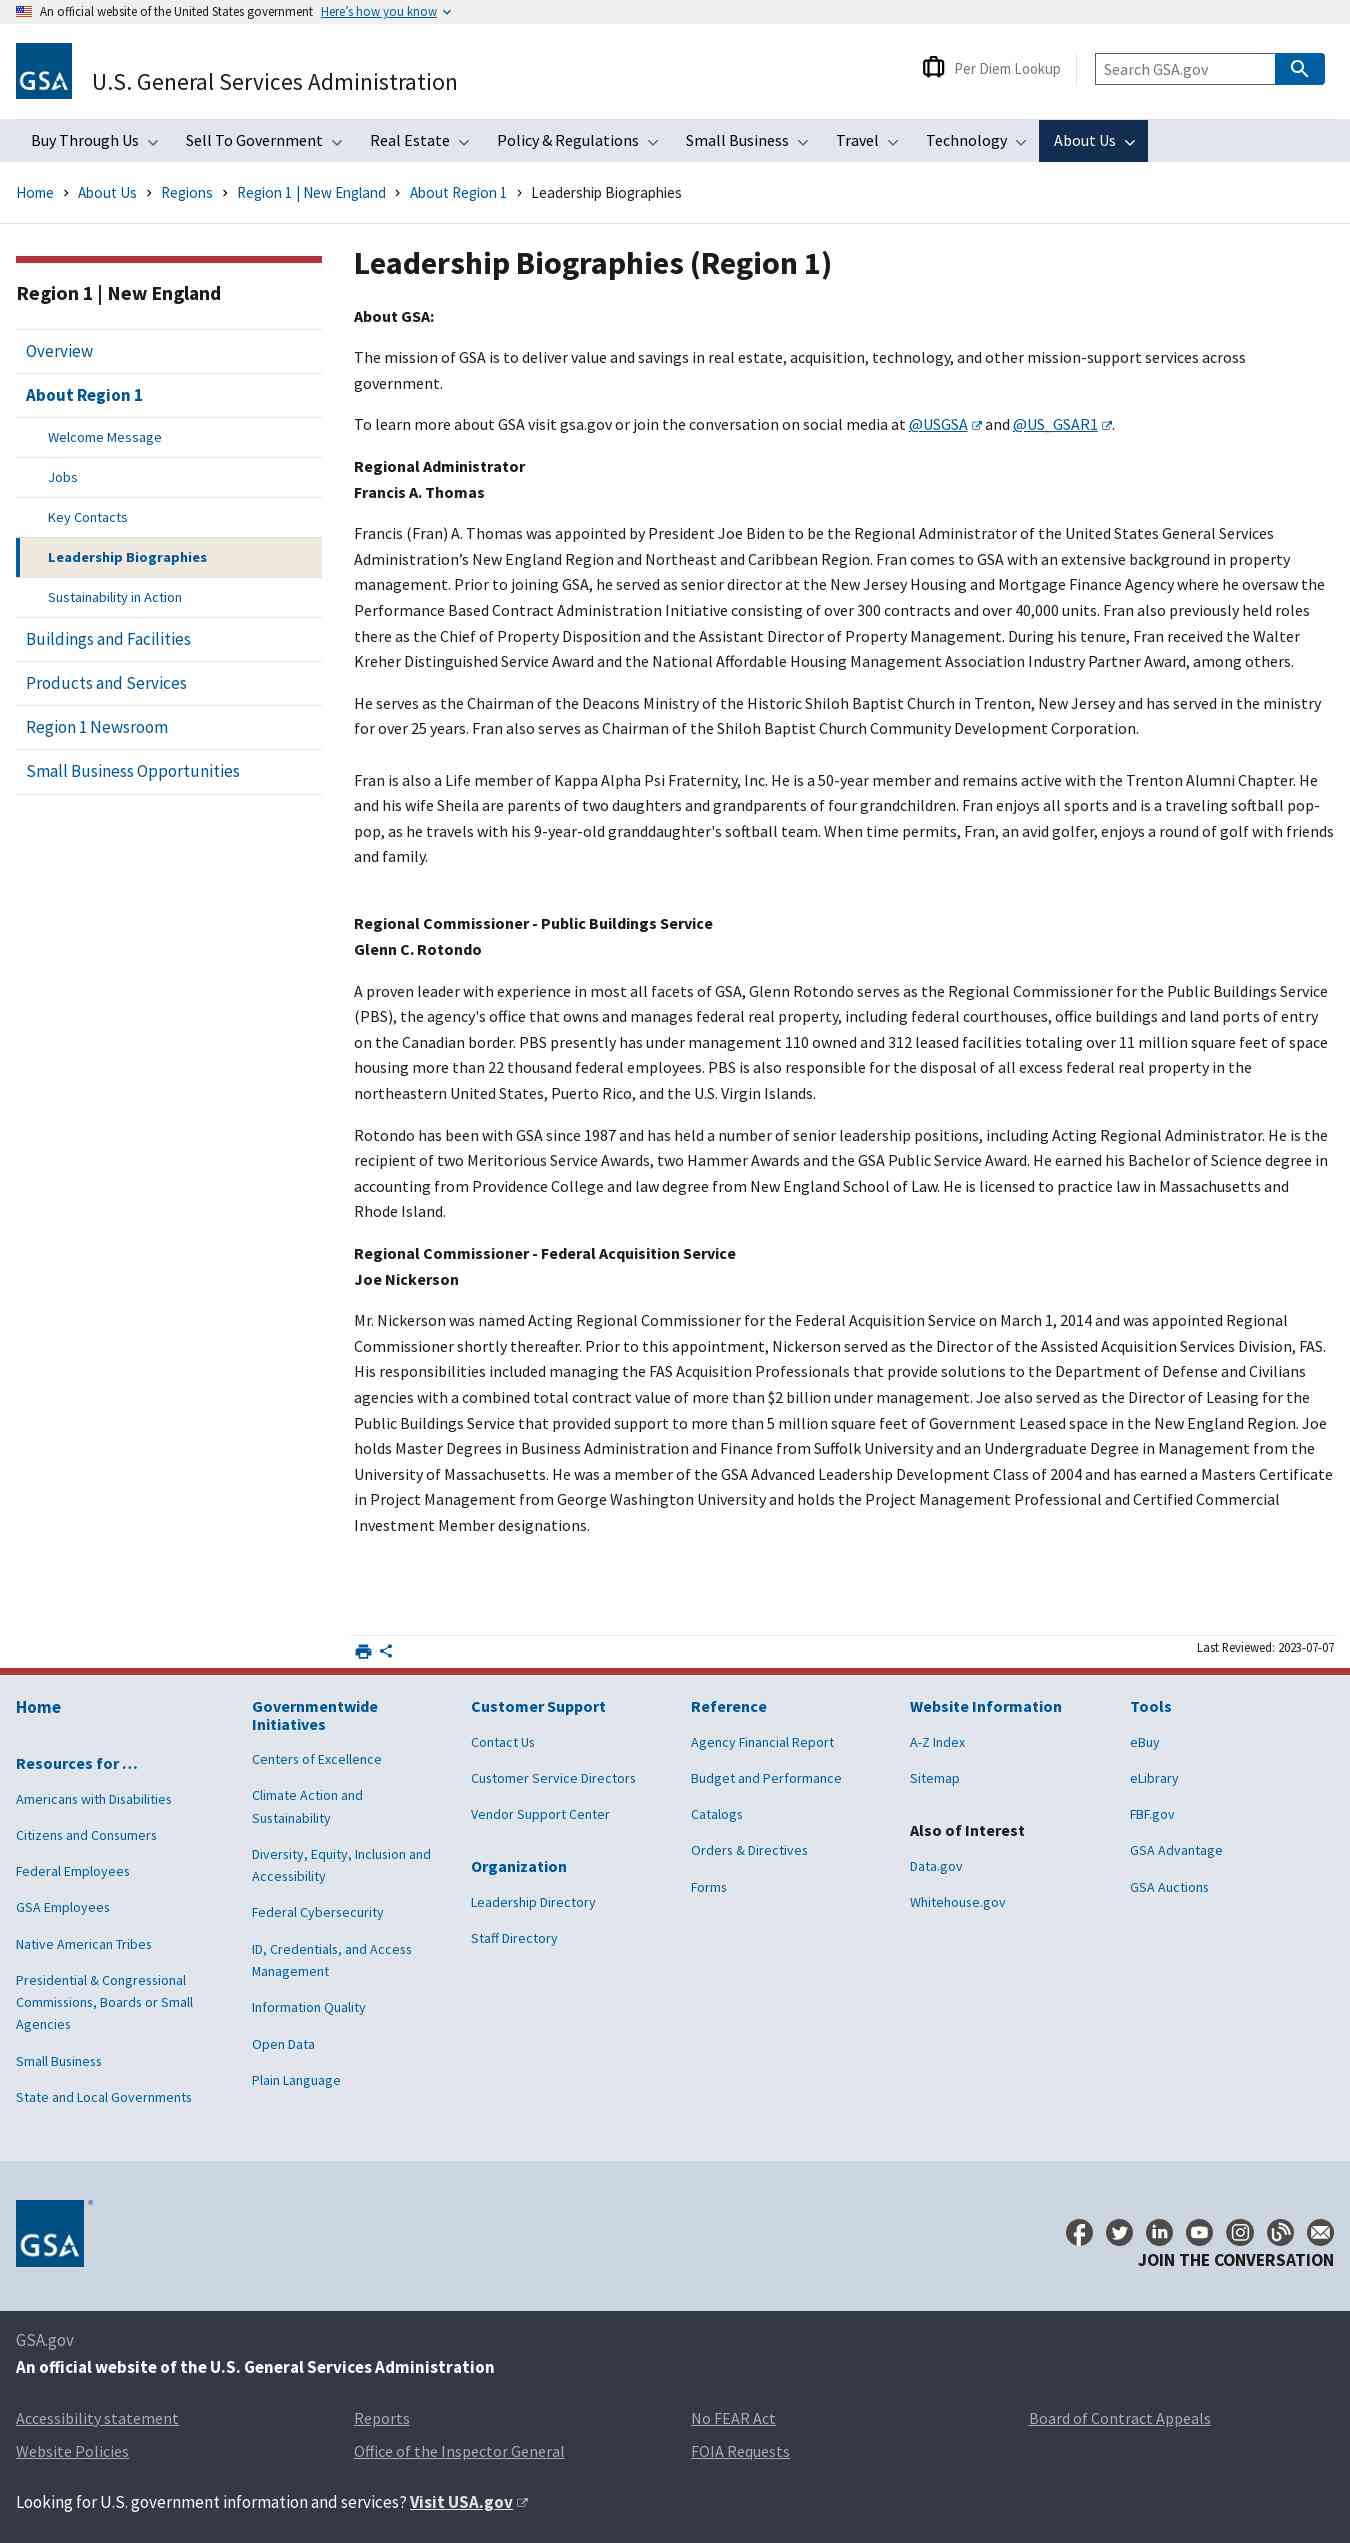 An official website of the United States government Here's how you know
GSA
U.S. General Services Administration
Per Diem Lookup
Search GSA.gov
Buy Through Us Sell To Government Real Estate Policy & Regulations Small Business Travel Technology About Us
Home › About Us › Regions › Region 1 | New England › About Region 1 › Leadership Biographies
Region 1 | New England
Overview
About Region 1
Welcome Message
Jobs
Key Contacts
Leadership Biographies
Sustainability in Action
Buildings and Facilities
Products and Services
Region 1 Newsroom
Small Business Opportunities
Leadership Biographies (Region 1)
About GSA:
The mission of GSA is to deliver value and savings in real estate, acquisition, technology, and other mission-support services across
government.
To learn more about GSA visit gsa.gov or join the conversation on social media at @USGSA and @US_GSAR1.
Regional Administrator
Francis A. Thomas
Francis (Fran) A. Thomas was appointed by President Joe Biden to be the Regional Administrator of the United States General Services
Administration’s New England Region and Northeast and Caribbean Region. Fran comes to GSA with an extensive background in property
management. Prior to joining GSA, he served as senior director at the New Jersey Housing and Mortgage Finance Agency where he oversaw the
Performance Based Contract Administration Initiative consisting of over 300 contracts and over 40,000 units. Fran also previously held roles
there as the Chief of Property Disposition and the Assistant Director of Property Management. During his tenure, Fran received the Walter
Kreher Distinguished Service Award and the National Affordable Housing Management Association Industry Partner Award, among others.
He serves as the Chairman of the Deacons Ministry of the Historic Shiloh Baptist Church in Trenton, New Jersey and has served in the ministry
for over 25 years. Fran also serves as Chairman of the Shiloh Baptist Church Community Development Corporation.
Fran is also a Life member of Kappa Alpha Psi Fraternity, Inc. He is a 50-year member and remains active with the Trenton Alumni Chapter. He
and his wife Sheila are parents of two daughters and grandparents of four grandchildren. Fran enjoys all sports and is a traveling softball pop-
pop, as he travels with his 9-year-old granddaughter's softball team. When time permits, Fran, an avid golfer, enjoys a round of golf with friends
and family.
Regional Commissioner - Public Buildings Service
Glenn C. Rotondo
A proven leader with experience in most all facets of GSA, Glenn Rotondo serves as the Regional Commissioner for the Public Buildings Service
(PBS), the agency's office that owns and manages federal real property, including federal courthouses, office buildings and land ports of entry
on the Canadian border. PBS presently has under management 110 owned and 312 leased facilities totaling over 11 million square feet of space
housing more than 22 thousand federal employees. PBS is also responsible for the disposal of all excess federal real property in the
northeastern United States, Puerto Rico, and the U.S. Virgin Islands.
Rotondo has been with GSA since 1987 and has held a number of senior leadership positions, including Acting Regional Administrator. He is the
recipient of two Meritorious Service Awards, two Hammer Awards and the GSA Public Service Award. He earned his Bachelor of Science degree in
accounting from Providence College and law degree from New England School of Law. He is licensed to practice law in Massachusetts and
Rhode Island.
Regional Commissioner - Federal Acquisition Service
Joe Nickerson
Mr. Nickerson was named Acting Regional Commissioner for the Federal Acquisition Service on March 1, 2014 and was appointed Regional
Commissioner shortly thereafter. Prior to this appointment, Nickerson served as the Director of the Assisted Acquisition Services Division, FAS.
His responsibilities included managing the FAS Acquisition Professionals that provide solutions to the Department of Defense and Civilians
agencies with a combined total contract value of more than $2 billion under management. Joe also served as the Director of Leasing for the
Public Buildings Service that provided support to more than 5 million square feet of Government Leased space in the New England Region. Joe
holds Master Degrees in Business Administration and Finance from Suffolk University and an Undergraduate Degree in Management from the
University of Massachusetts. He was a member of the GSA Advanced Leadership Development Class of 2004 and has earned a Masters Certificate
in Project Management from George Washington University and holds the Project Management Professional and Certified Commercial
Investment Member designations.
Last Reviewed: 2023-07-07
Home
Resources for …
Americans with Disabilities
Citizens and Consumers
Federal Employees
GSA Employees
Native American Tribes
Presidential & Congressional
Commissions, Boards or Small
Agencies
Small Business
State and Local Governments
Governmentwide
Initiatives
Centers of Excellence
Climate Action and
Sustainability
Diversity, Equity, Inclusion and
Accessibility
Federal Cybersecurity
ID, Credentials, and Access
Management
Information Quality
Open Data
Plain Language
Customer Support
Contact Us
Customer Service Directors
Vendor Support Center
Organization
Leadership Directory
Staff Directory
Reference
Agency Financial Report
Budget and Performance
Catalogs
Orders & Directives
Forms
Website Information
A-Z Index
Sitemap
Also of Interest
Data.gov
Whitehouse.gov
Tools
eBuy
eLibrary
FBF.gov
GSA Advantage
GSA Auctions
GSA ®
JOIN THE CONVERSATION
GSA.gov
An official website of the U.S. General Services Administration
Accessibility statement Reports No FEAR Act Board of Contract Appeals
Website Policies Office of the Inspector General FOIA Requests
Looking for U.S. government information and services? Visit USA.gov